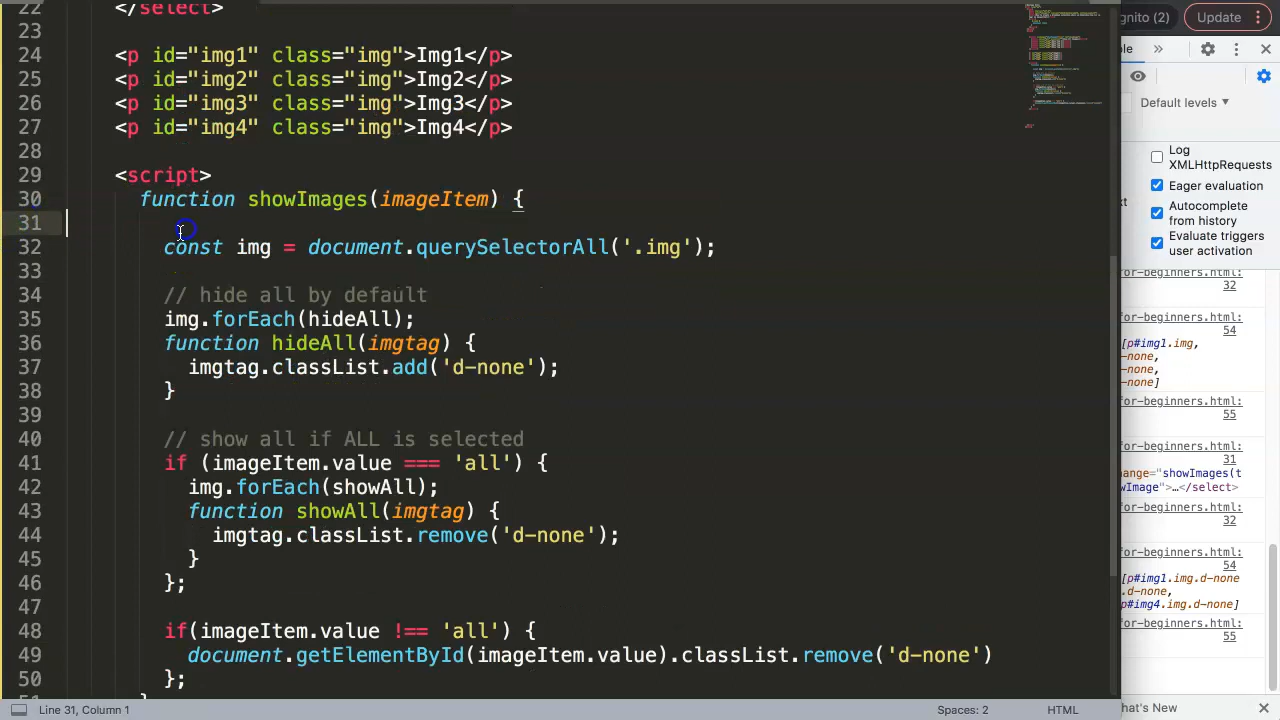 22 </select>
23
24 <p id="img1" class="img">Img1</p>
25 <p id="img2" class="img">Img2</p>
26 <p id="img3" class="img">Img3</p>
27 <p id="img4" class="img">Img4</p>
28
29 <script>
30 function showImages(imageItem) {
31
32 const img = document.querySelectorAll('.img');
33
34 // hide all by default
35 img.forEach(hideAll);
36 function hideAll(imgtag) {
37 imgtag.classList.add('d-none');
38 }
39
40 // show all if ALL is selected
41 if (imageItem.value === 'all') {
42 img.forEach(showAll);
43 function showAll(imgtag) {
44 imgtag.classList.remove('d-none');
45 }
46 };
47
48 if(imageItem.value !== 'all') {
49 document.getElementById(imageItem.value).classList.remove('d-none')
50 };
51 }
Line 31, Column 1
Spaces: 2
HTML
gnito (2)
Update
ble
Default levels
Log
XMLHttpRequests
Eager evaluation
Autocomplete
from history
Evaluate triggers
user activation
xt
for-beginners.html:
32
for-beginners.html:
54
[p#img1.img,
-none,
-none,
-none]
for-beginners.html:
55
for-beginners.html:
31
hange="showImages(t
owImage">…</select>
for-beginners.html:
32
for-beginners.html:
54
[p#img1.img.d-none
.d-none,
p#img4.img.d-none]
for-beginners.html:
55
hat's New